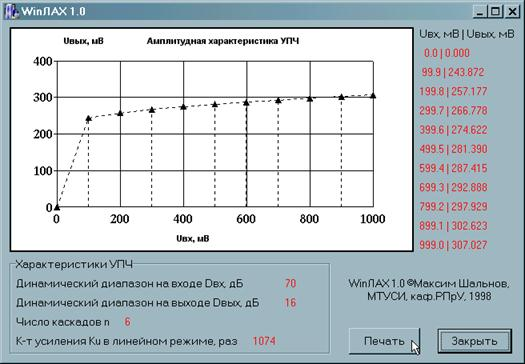 WinЛАХ 1.0
Uвых, мВ
Амплитудная характеристика УПЧ
400
300
200
100
0
0 200 400 600 800 1000
Uвх, мВ
Uвх, мВ | Uвых, мВ
0.0 | 0.000
99.9 | 243.872
199.8 | 257.177
299.7 | 266.778
399.6 | 274.622
499.5 | 281.390
599.4 | 287.415
699.3 | 292.888
799.2 | 297.929
899.1 | 302.623
999.0 | 307.027
Характеристики УПЧ
Динамический диапазон на входе Dвх, дБ 70
Динамический диапазон на выходе Dвых, дБ 16
Число каскадов n 6
К-т усиления Ku в линейном режиме, раз 1074
WinЛАХ 1.0 ©Максим Шальнов,
МТУСИ, каф.РПрУ, 1998
Печать
Закрыть